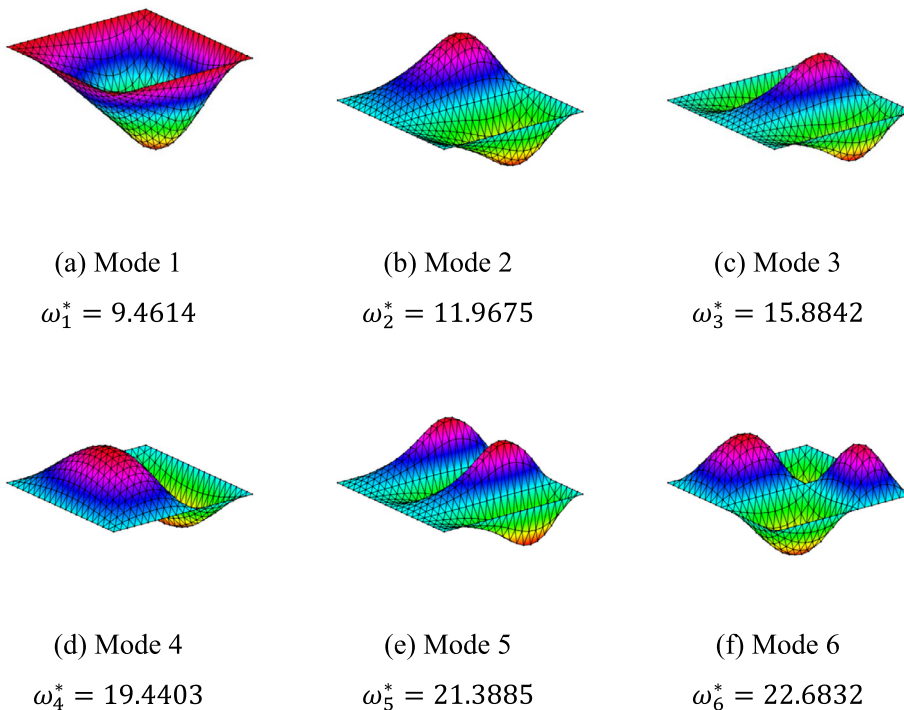 (a) Mode 1
(b) Mode 2
(c) Mode 3
ω₁* = 9.4614
ω₂* = 11.9675
ω₃* = 15.8842
(d) Mode 4
(e) Mode 5
(f) Mode 6
ω₄* = 19.4403
ω₅* = 21.3885
ω₆* = 22.6832